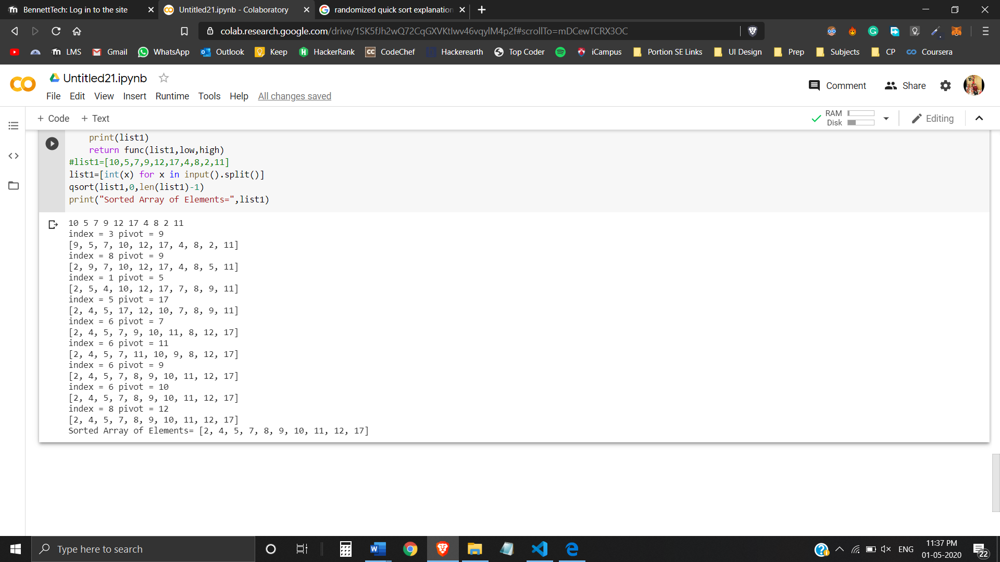 BennettTech: Log in to the site
Untitled21.ipynb - Colaboratory
randomized quick sort explanation
colab.research.google.com/drive/1SK5fJh2wQ72CqGXVKtIwv46vqylM4p2f#scrollTo=mDCewTCRX3OC
LMS Gmail WhatsApp Outlook Keep HackerRank CodeChef Hackerearth Top Coder iCampus Portion SE Links UI Design Prep Subjects CP Coursera
Untitled21.ipynb
Comment Share
File Edit View Insert Runtime Tools Help All changes saved
+ Code + Text
RAM
Disk
Editing
print(list1)
return func(list1,low,high)
#list1=[10,5,7,9,12,17,4,8,2,11]
list1=[int(x) for x in input().split()]
qsort(list1,0,len(list1)-1)
print("Sorted Array of Elements=",list1)
10 5 7 9 12 17 4 8 2 11
index = 3 pivot = 9
[9, 5, 7, 10, 12, 17, 4, 8, 2, 11]
index = 8 pivot = 9
[2, 9, 7, 10, 12, 17, 4, 8, 5, 11]
index = 1 pivot = 5
[2, 5, 4, 10, 12, 17, 7, 8, 9, 11]
index = 5 pivot = 17
[2, 4, 5, 17, 12, 10, 7, 8, 9, 11]
index = 6 pivot = 7
[2, 4, 5, 7, 9, 10, 11, 8, 12, 17]
index = 6 pivot = 11
[2, 4, 5, 7, 11, 10, 9, 8, 12, 17]
index = 6 pivot = 9
[2, 4, 5, 7, 8, 9, 10, 11, 12, 17]
index = 6 pivot = 10
[2, 4, 5, 7, 8, 9, 10, 11, 12, 17]
index = 8 pivot = 12
[2, 4, 5, 7, 8, 9, 10, 11, 12, 17]
Sorted Array of Elements= [2, 4, 5, 7, 8, 9, 10, 11, 12, 17]
Type here to search
ENG
11:37 PM
01-05-2020
22